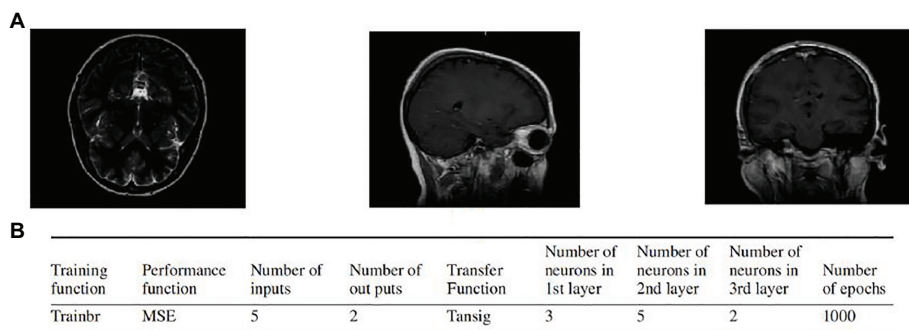 A
B
Training function Performance function Number of inputs Number of out puts Transfer Function Number of neurons in 1st layer Number of neurons in 2nd layer Number of neurons in 3rd layer Number of epochs
Trainbr MSE 5 2 Tansig 3 5 2 1000